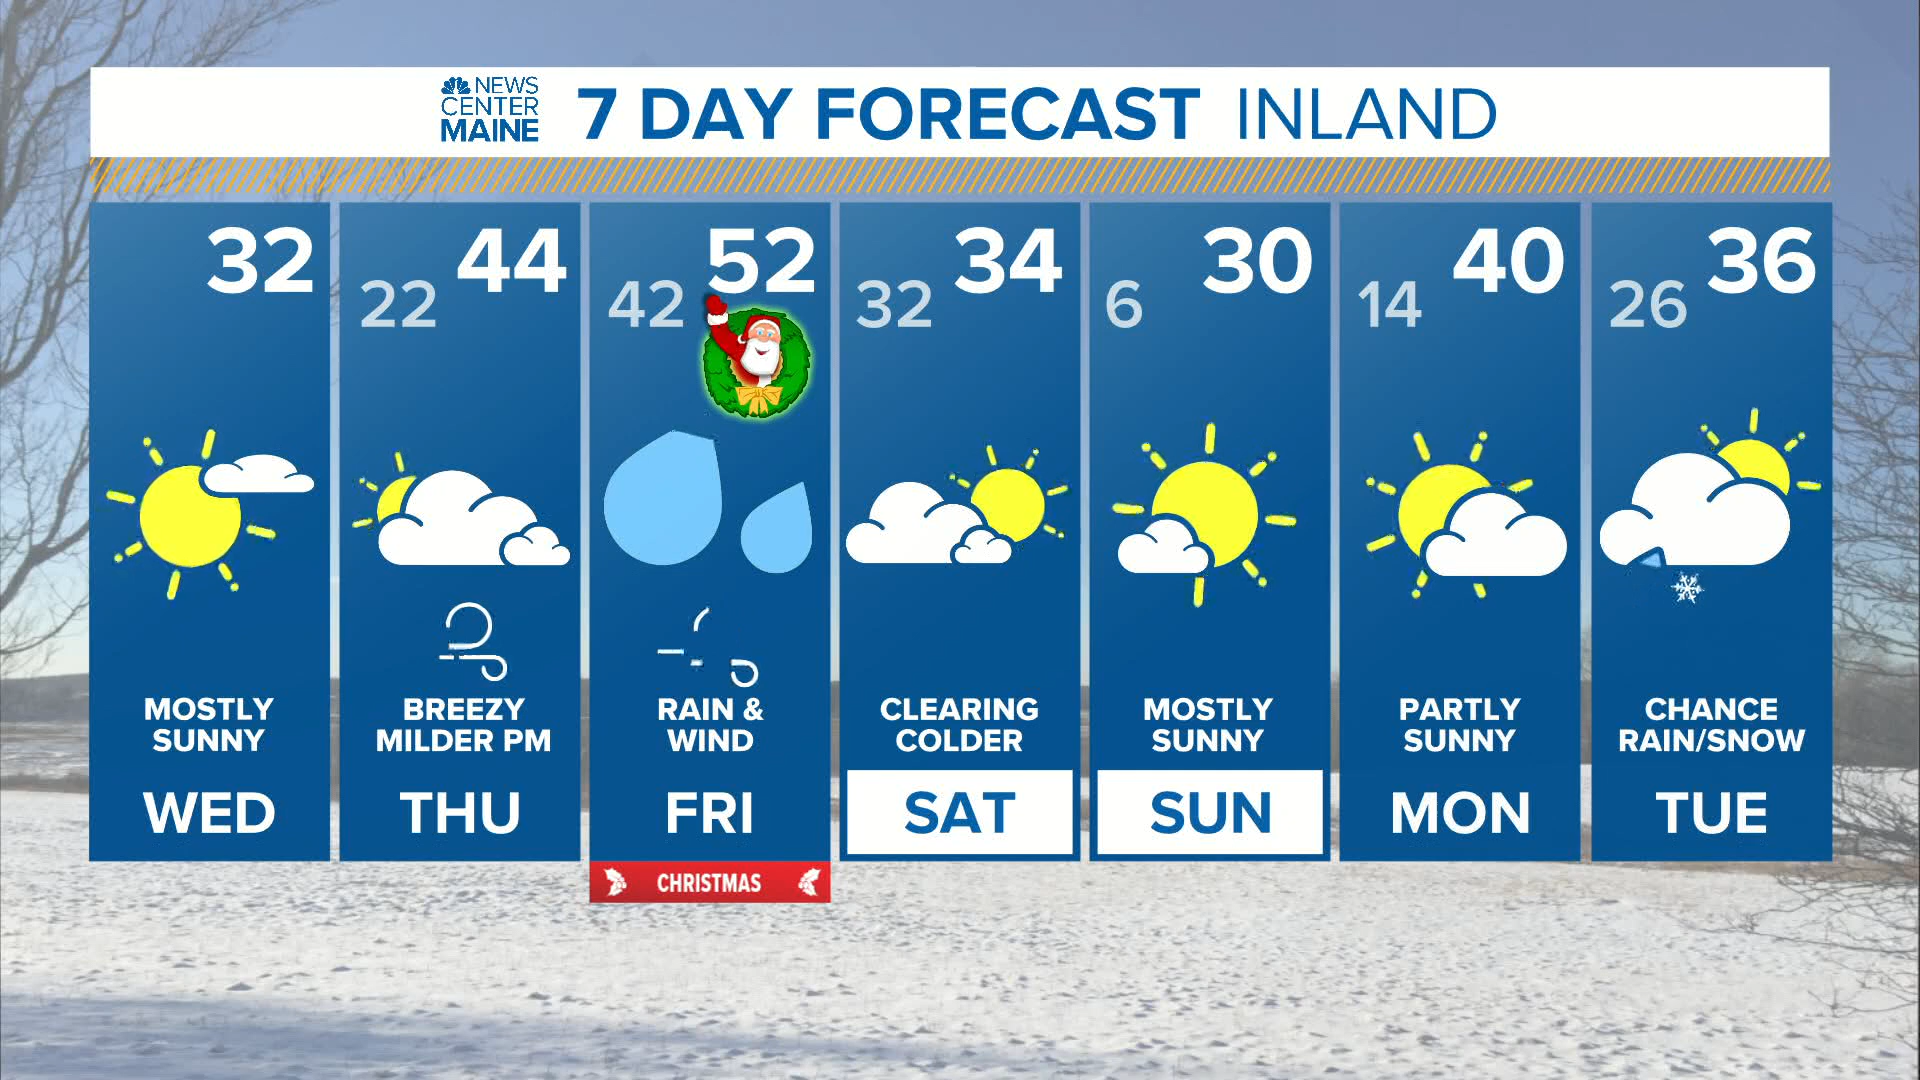 NEWS
CENTER
MAINE
7 DAY FORECAST INLAND
32
22 44
42 52
32 34
6 30
14 40
26 36
MOSTLY
SUNNY
BREEZY
MILDER PM
RAIN &
WIND
CLEARING
COLDER
MOSTLY
SUNNY
PARTLY
SUNNY
CHANCE
RAIN/SNOW
WED
THU
FRI
SAT
SUN
MON
TUE
CHRISTMAS